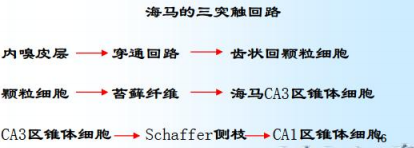 海马的三突触回路
内嗅皮层 → 穿通回路 → 齿状回颗粒细胞
颗粒细胞 → 苔藓纤维 → 海马CA3区锥体细胞
CA3区锥体细胞 → Schaffer侧枝 → CA1区锥体细胞